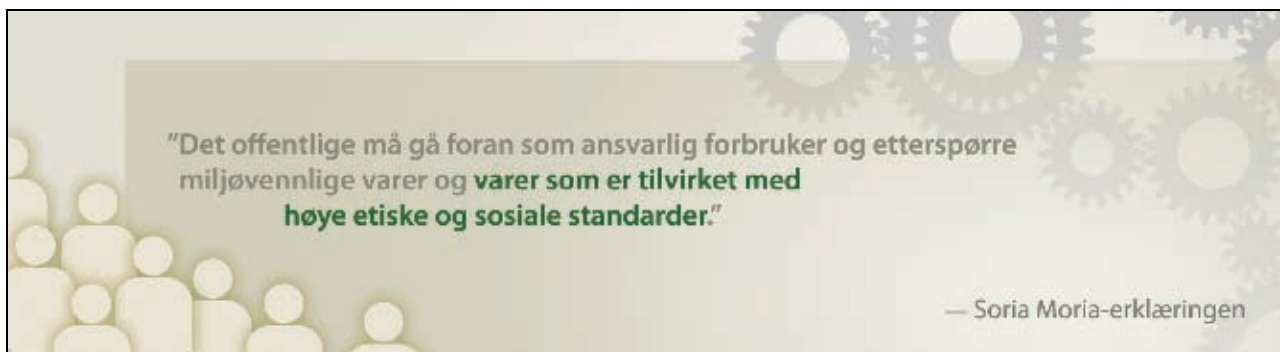 "Det offentlige må gå foran som ansvarlig forbruker og etterspørre
miljøvennlige varer og varer som er tilvirket med
høye etiske og sosiale standarder."
— Soria Moria-erklæringen